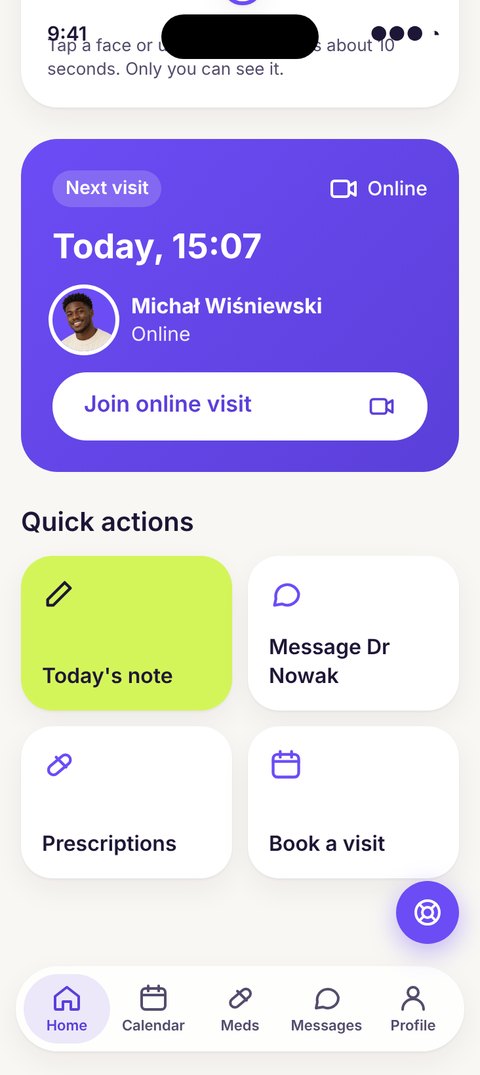 9:41
Tap a face or s about 10
seconds. Only you can see it.
Next visit
Online
Today, 15:07
Michał Wiśniewski
Online
Join online visit
Quick actions
Today's note
Message Dr
Nowak
Prescriptions
Book a visit
Home
Calendar
Meds
Messages
Profile